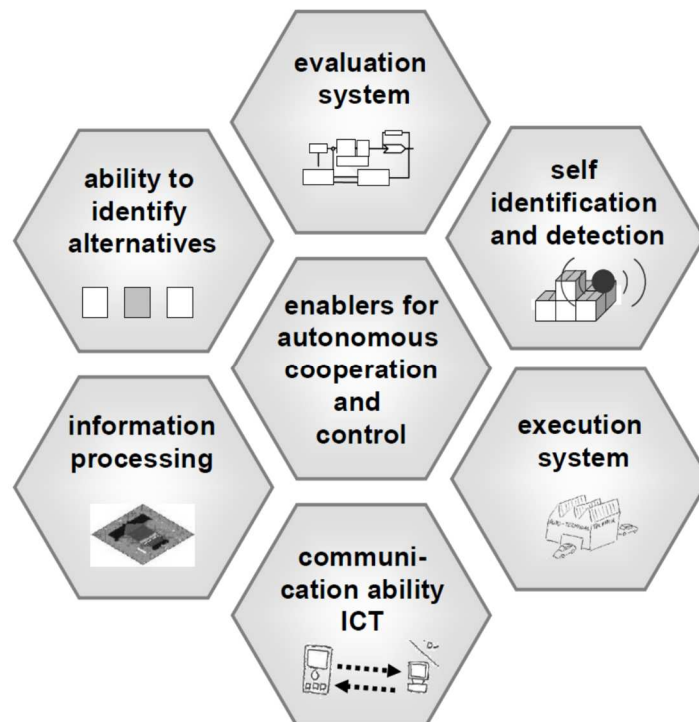 evaluation
system
ability to
identify
alternatives
self
identification
and detection
enablers for
autonomous
cooperation
and
control
information
processing
execution
system
communi-
cation ability
ICT